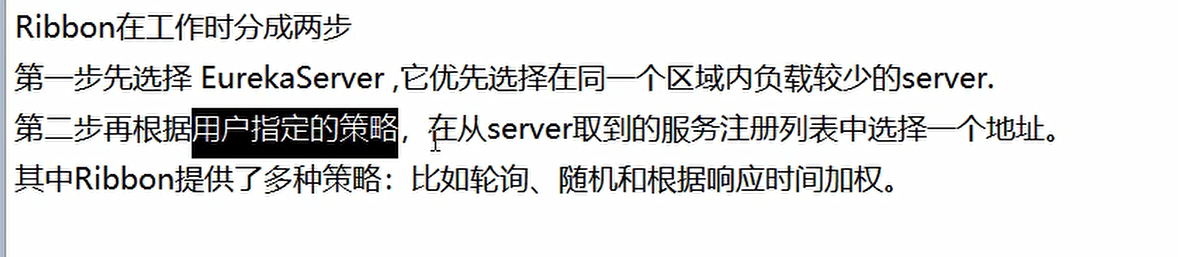 Ribbon在工作时分成两步
第一步先选择 EurekaServer ,它优先选择在同一个区域内负载较少的server.
第二步再根据用户指定的策略，在从server取到的服务注册列表中选择一个地址。
其中Ribbon提供了多种策略：比如轮询、随机和根据响应时间加权。